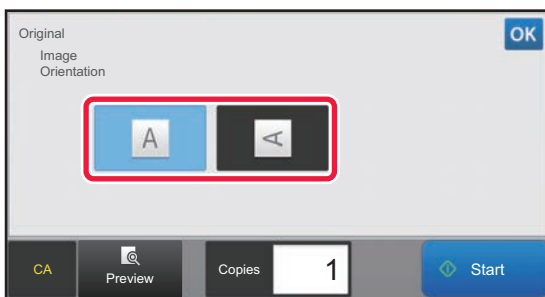 Original
OK
Image
Orientation
A
A
CA
Preview
Copies
1
Start